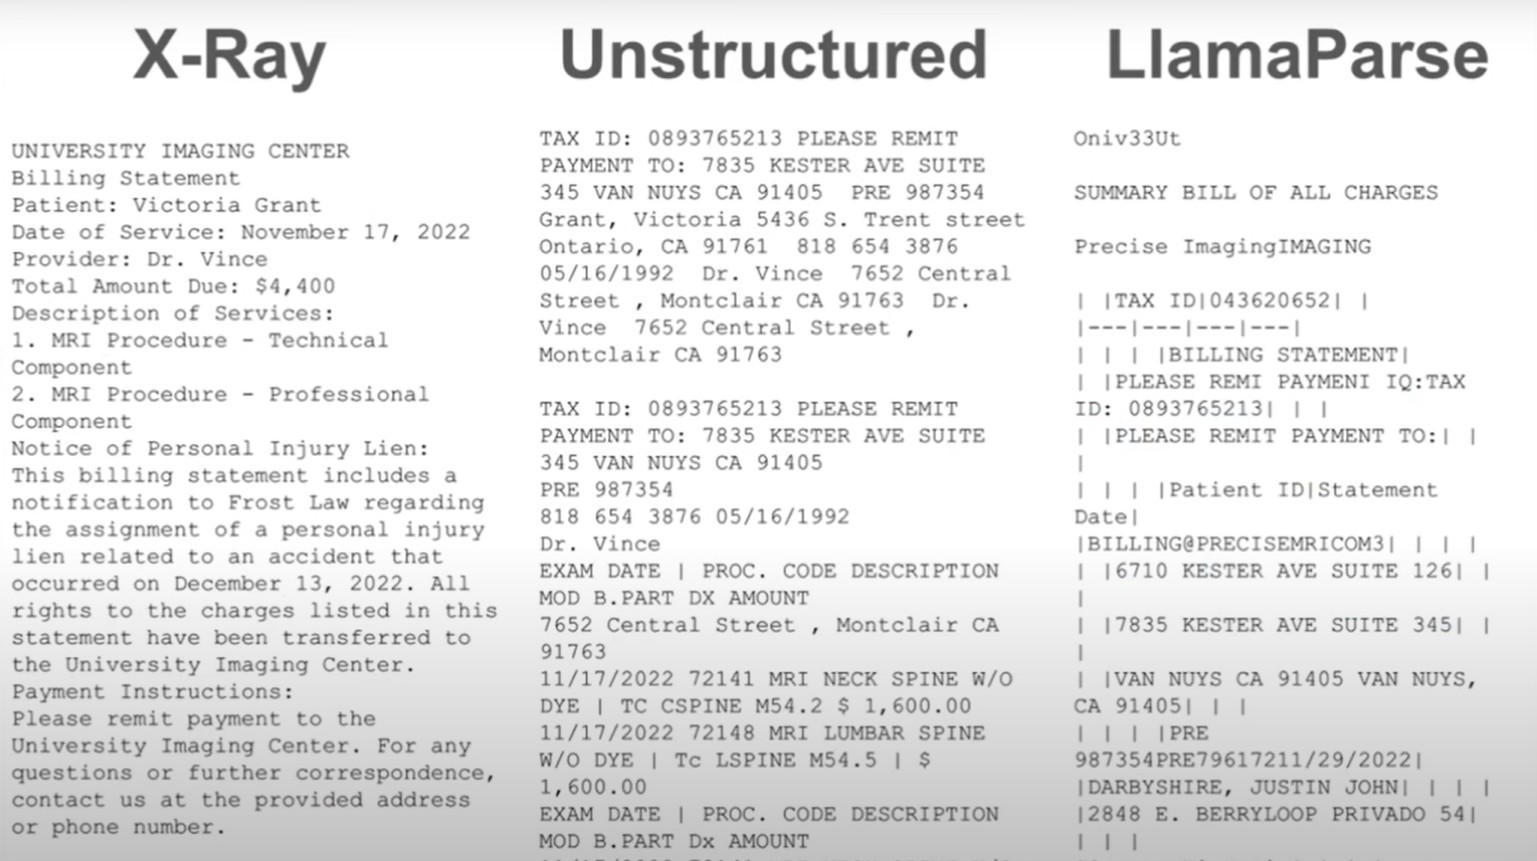 X-Ray
UNIVERSITY IMAGING CENTER
Billing Statement
Patient: Victoria Grant
Date of Service: November 17, 2022
Provider: Dr. Vince
Total Amount Due: $4,400
Description of Services:
1. MRI Procedure - Technical
Component
2. MRI Procedure - Professional
Component
Notice of Personal Injury Lien:
This billing statement includes a
notification to Frost Law regarding
the assignment of a personal injury
lien related to an accident that
occurred on December 13, 2022. All
rights to the charges listed in this
statement have been transferred to
the University Imaging Center.
Payment Instructions:
Please remit payment to the
University Imaging Center. For any
questions or further correspondence,
contact us at the provided address
or phone number.
Unstructured
TAX ID: 0893765213 PLEASE REMIT
PAYMENT TO: 7835 KESTER AVE SUITE
345 VAN NUYS CA 91405  PRE 987354
Grant, Victoria 5436 S. Trent street
Ontario, CA 91761  818 654 3876
05/16/1992  Dr. Vince  7652 Central
Street , Montclair CA 91763  Dr.
Vince  7652 Central Street ,
Montclair CA 91763
TAX ID: 0893765213 PLEASE REMIT
PAYMENT TO: 7835 KESTER AVE SUITE
345 VAN NUYS CA 91405
PRE 987354
818 654 3876 05/16/1992
Dr. Vince
EXAM DATE | PROC. CODE DESCRIPTION
MOD B.PART DX AMOUNT
7652 Central Street , Montclair CA
91763
11/17/2022 72141 MRI NECK SPINE W/O
DYE | TC CSPINE M54.2 $ 1,600.00
11/17/2022 72148 MRI LUMBAR SPINE
W/O DYE | Tc LSPINE M54.5 | $
1,600.00
EXAM DATE | PROC. CODE DESCRIPTION
MOD B.PART Dx AMOUNT
LlamaParse
Oniv33Ut
SUMMARY BILL OF ALL CHARGES
Precise ImagingIMAGING
| |TAX ID|043620652| |
|---|---|---|---|
| | | |BILLING STATEMENT|
| |PLEASE REMI PAYMENI IQ:TAX
ID: 0893765213| | |
| |PLEASE REMIT PAYMENT TO:| |
|
| | | |Patient ID|Statement
Date|
|BILLING@PRECISEMRICOM3| | | |
| |6710 KESTER AVE SUITE 126| |
|
| |7835 KESTER AVE SUITE 345| |
|
| |VAN NUYS CA 91405 VAN NUYS,
CA 91405| | |
| | | |PRE
987354PRE79617211/29/2022|
|DARBYSHIRE, JUSTIN JOHN| | | |
|2848 E. BERRYLOOP PRIVADO 54|
| | |